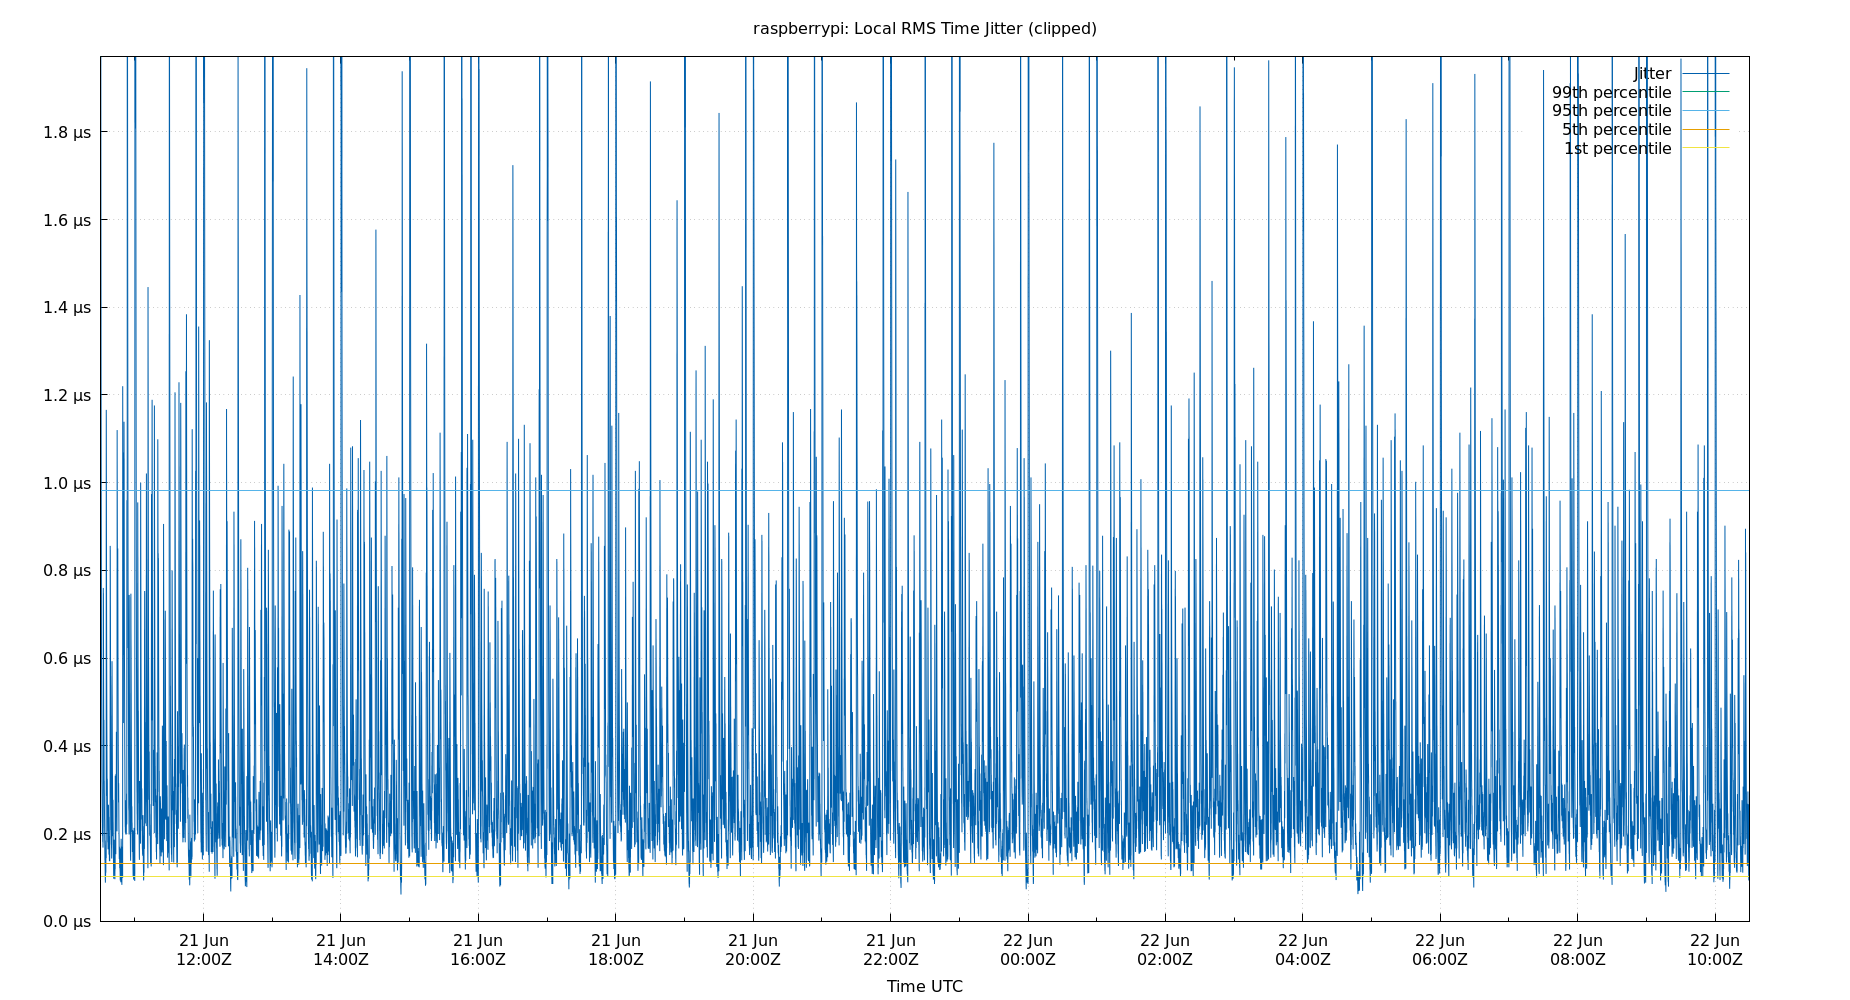 raspberrypi: Local RMS Time Jitter (clipped)
Jitter
99th percentile
95th percentile
5th percentile
1st percentile
1.8 µs
1.6 µs
1.4 µs
1.2 µs
1.0 µs
0.8 µs
0.6 µs
0.4 µs
0.2 µs
0.0 µs
21 Jun 21 Jun 21 Jun 21 Jun 21 Jun 21 Jun 22 Jun 22 Jun 22 Jun 22 Jun 22 Jun 22 Jun
12:00Z 14:00Z 16:00Z 18:00Z 20:00Z 22:00Z 00:00Z 02:00Z 04:00Z 06:00Z 08:00Z 10:00Z
Time UTC